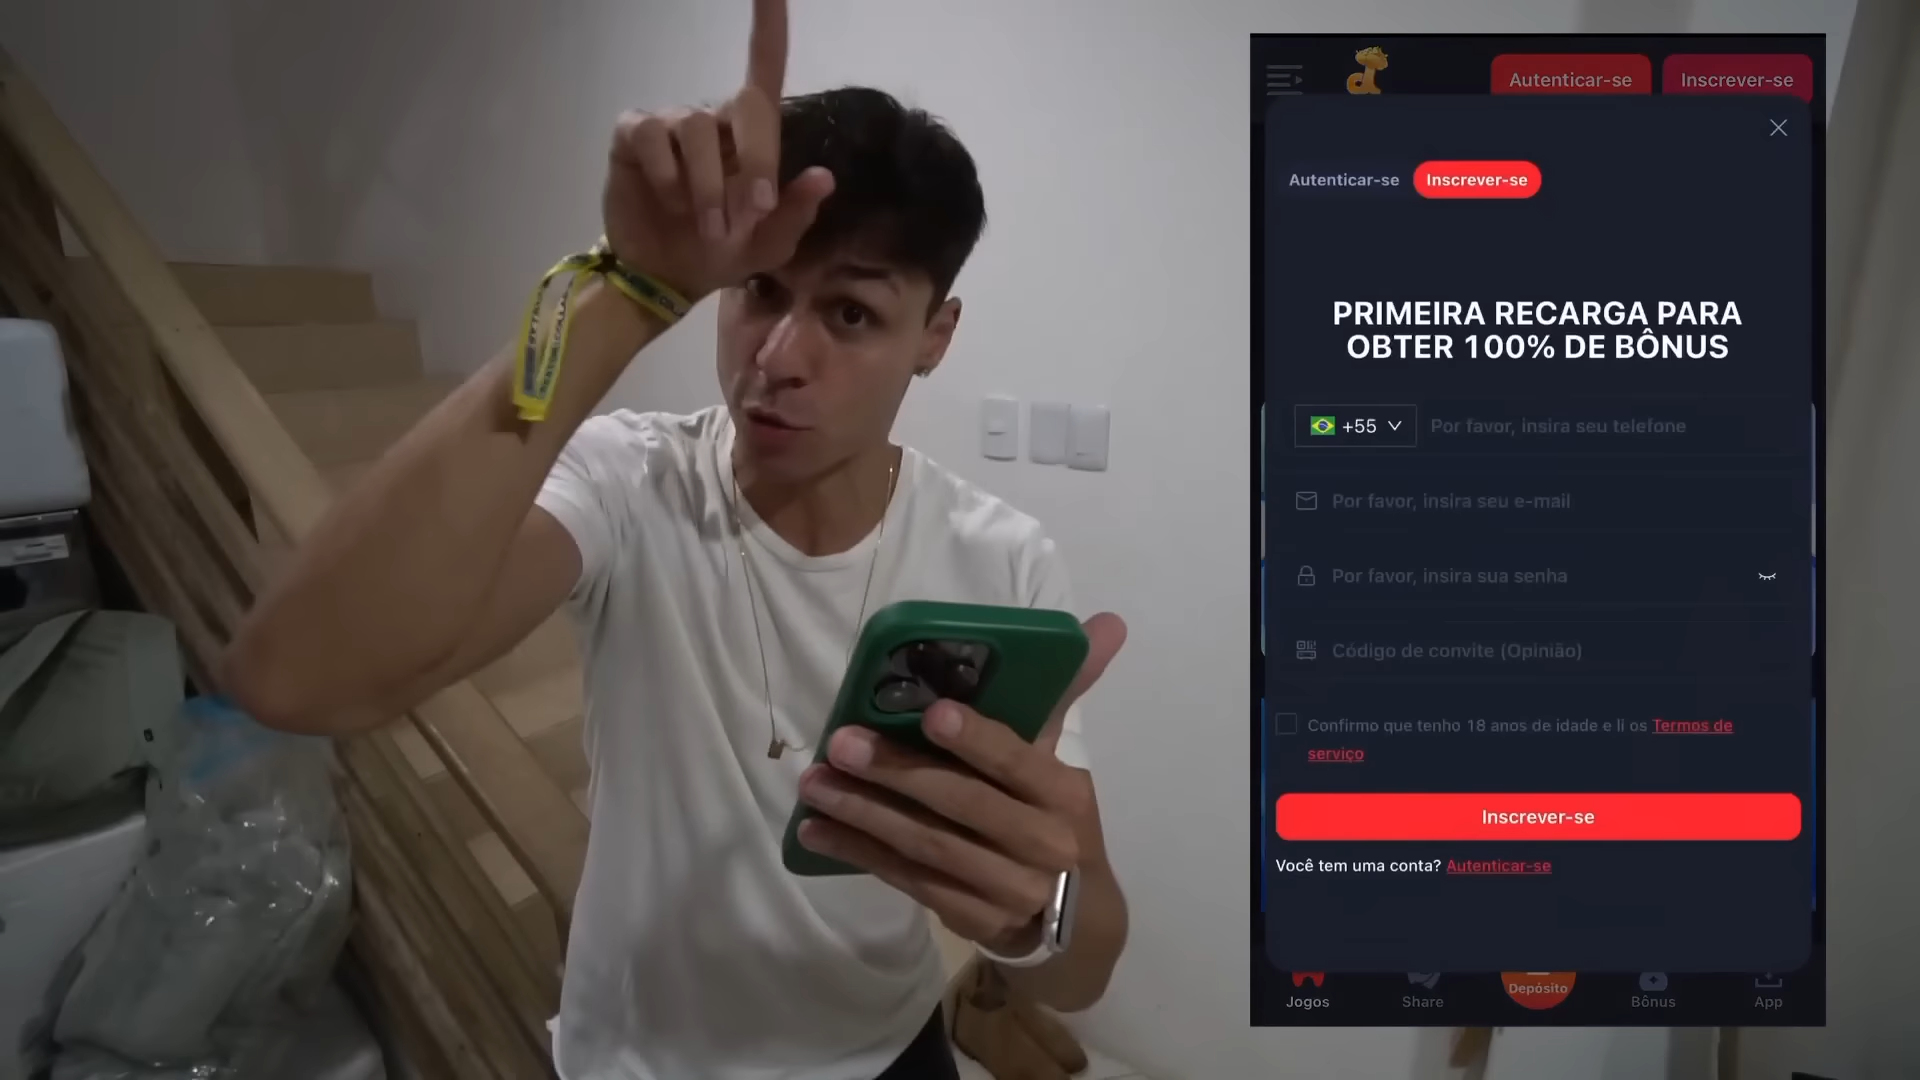 Autenticar-se
Inscrever-se
Autenticar-se
Inscrever-se
PRIMEIRA RECARGA PARA
OBTER 100% DE BÔNUS
+55
Por favor, insira seu telefone
Por favor, insira seu e-mail
Por favor, insira sua senha
Código de convite (Opinião)
Confirmo que tenho 18 anos de idade e li os Termos de
serviço
Inscrever-se
Você tem uma conta? Autenticar-se
Jogos
Share
Depósito
Bônus
App